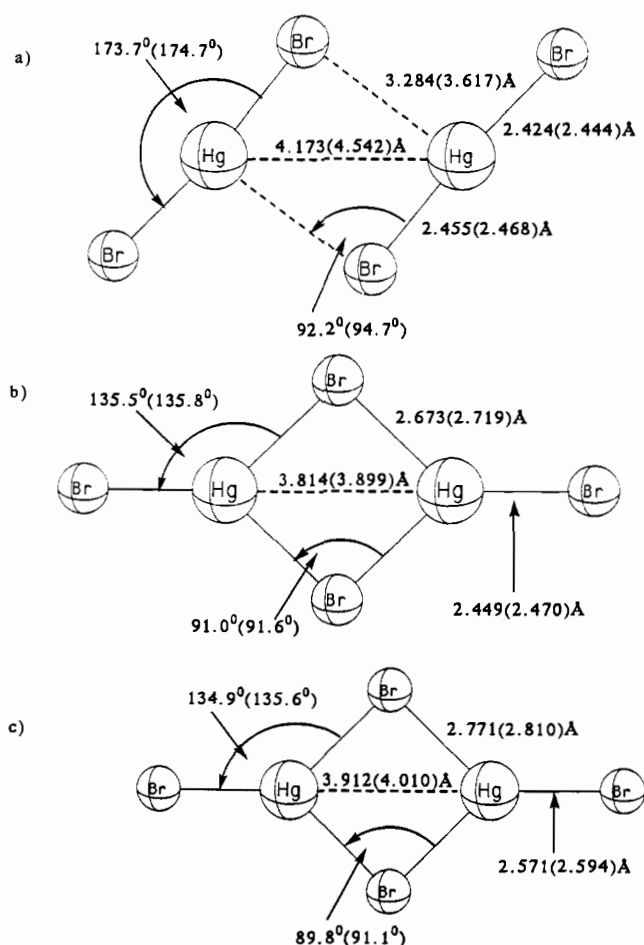 a)
173.7⁰(174.7⁰)
Br
Br
3.284(3.617)Å
2.424(2.444)Å
Hg
4.173(4.542)Å
Hg
2.455(2.468)Å
Br
Br
92.2⁰(94.7⁰)
b)
135.5⁰(135.8⁰)
Br
2.673(2.719)Å
Br
Hg
3.814(3.899)Å
Hg
Br
Br
91.0⁰(91.6⁰)
2.449(2.470)Å
c)
134.9⁰(135.6⁰)
Br
2.771(2.810)Å
Br
Hg
3.912(4.010)Å
Hg
Br
2.571(2.594)Å
Br
89.8⁰(91.1⁰)